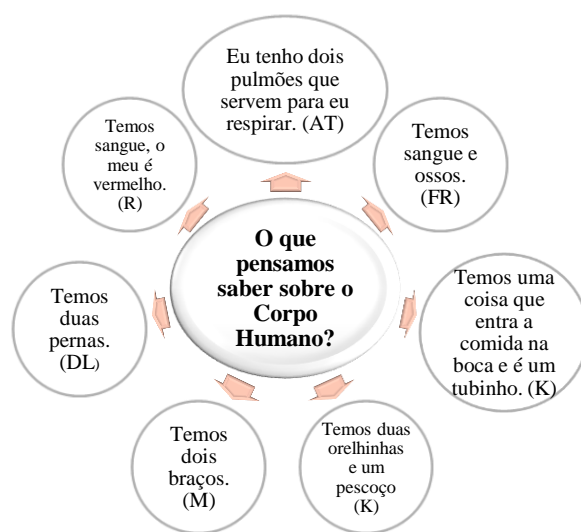 Eu tenho dois
pulmões que
servem para eu
respirar. (AT)
Temos
sangue e
ossos.
(FR)
Temos uma
coisa que
entra a
comida na
boca e é um
tubinho. (K)
Temos duas
orelhinhas
e um
pescoço
(K)
Temos
dois
braços.
(M)
Temos
duas
pernas.
(DL)
Temos
sangue, o
meu é
vermelho.
(R)
O que
pensamos
saber sobre o
Corpo
Humano?